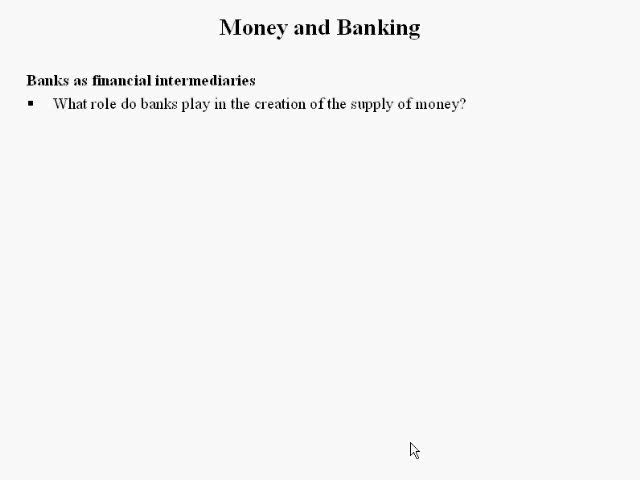 Money and Banking
Banks as financial intermediaries
▪ What role do banks play in the creation of the supply of money?